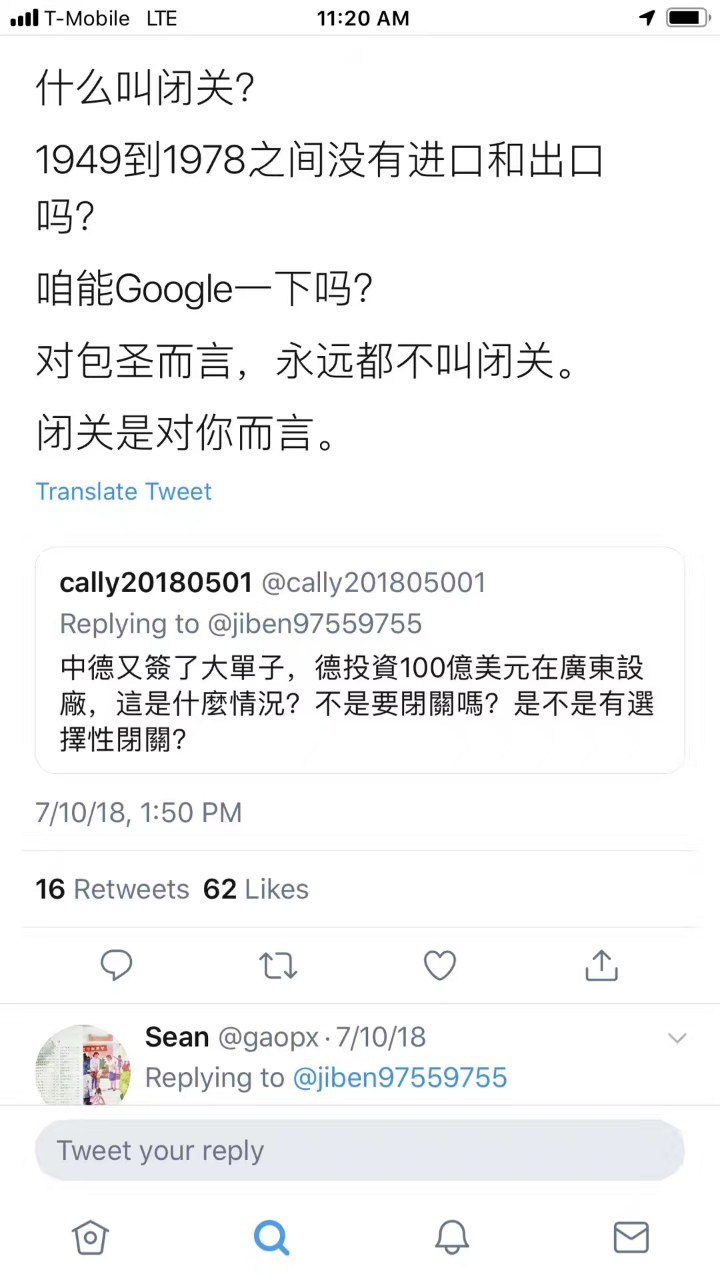 T-Mobile LTE 11:20 AM
什么叫闭关?
1949到1978之间没有进口和出口
吗?
咱能Google一下吗?
对包圣而言，永远都不叫闭关。
闭关是对你而言。
Translate Tweet
cally20180501 @cally201805001
Replying to @jiben97559755
中德又簽了大單子，德投資100億美元在廣東設
廠，這是什麼情況？不是要閉關嗎？是不是有選
擇性閉關？
7/10/18, 1:50 PM
16 Retweets 62 Likes
Sean @gaopx · 7/10/18
Replying to @jiben97559755
Tweet your reply